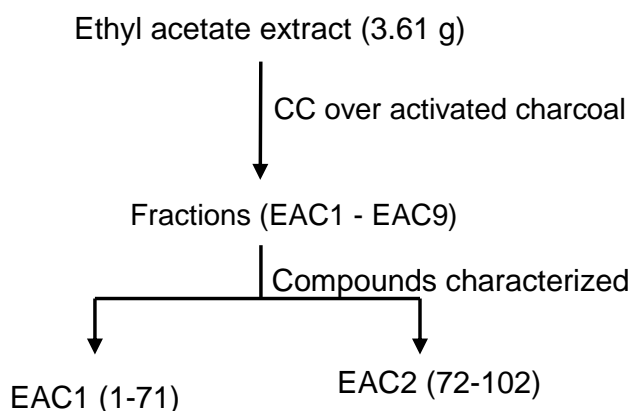 Ethyl acetate extract (3.61 g)
CC over activated charcoal
Fractions (EAC1 - EAC9)
Compounds characterized
EAC1 (1-71)
EAC2 (72-102)